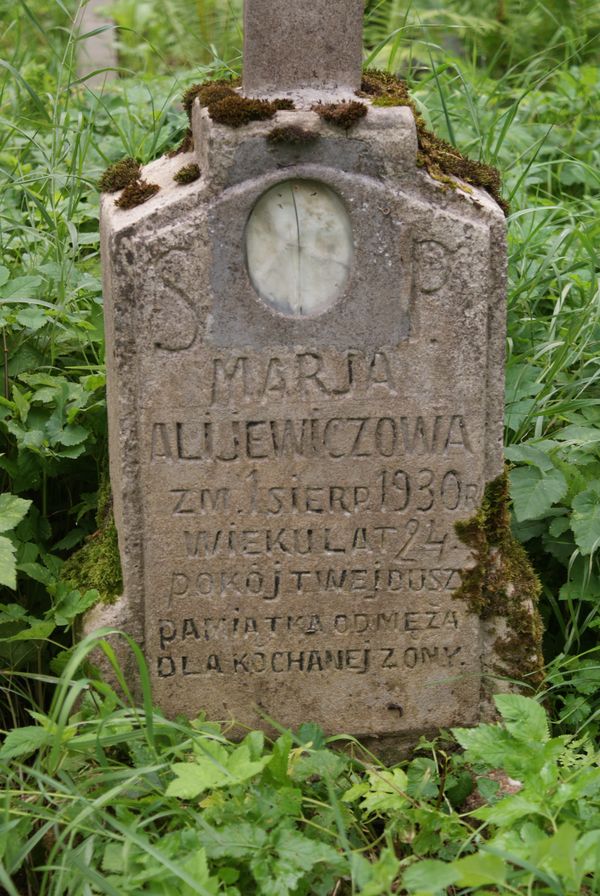 Ś. P.
MARJA
ALIJEWICZOWA
ZM. 1 SIERP. 1930 R
WIEKU LAT 24.
POKÓJ TWEJ DUSZY
PAMIĄTKA OD MĘŻA
DLA KOCHANEJ ŻONY.